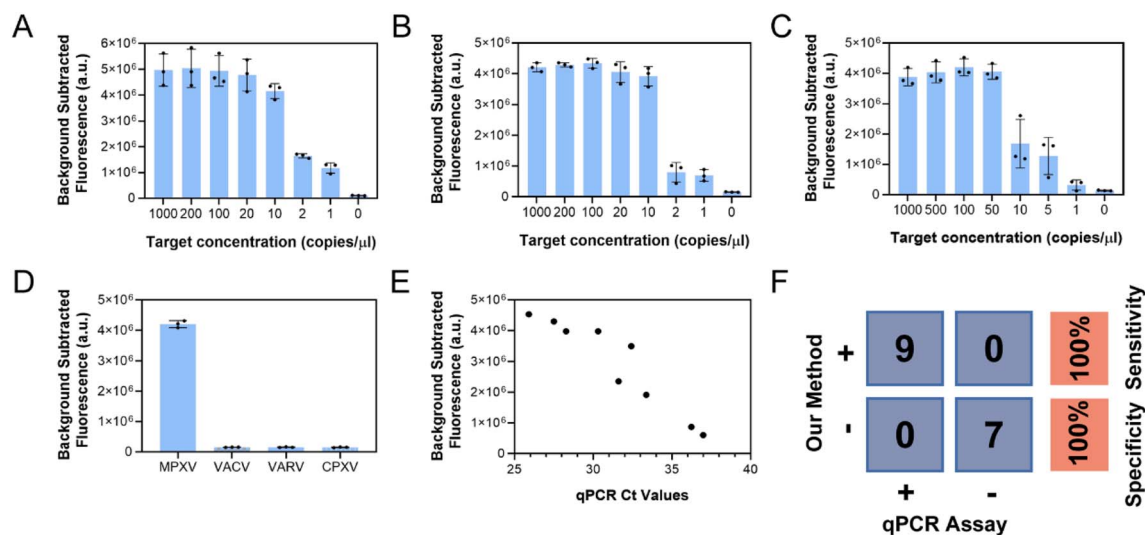 A
Background Subtracted
Fluorescence (a.u.)
6×10⁶
5×10⁶
4×10⁶
3×10⁶
2×10⁶
1×10⁶
0
1000 200 100 20 10 2 1 0
Target concentration (copies/μl)
B
Background Subtracted
Fluorescence (a.u.)
5×10⁶
4×10⁶
3×10⁶
2×10⁶
1×10⁶
0
1000 200 100 20 10 2 1 0
Target concentration (copies/μl)
C
Background Subtracted
Fluorescence (a.u.)
5×10⁶
4×10⁶
3×10⁶
2×10⁶
1×10⁶
0
1000 500 100 50 10 5 1 0
Target concentration (copies/μl)
D
Background Subtracted
Fluorescence (a.u.)
5×10⁶
4×10⁶
3×10⁶
2×10⁶
1×10⁶
0
MPXV VACV VARV CPXV
E
Background Subtracted
Fluorescence (a.u.)
5×10⁶
4×10⁶
3×10⁶
2×10⁶
1×10⁶
0
25 30 35 40
qPCR Ct Values
F
Our Method
+ 9 0 100% Sensitivity
- 0 7 100% Specificity
+ -
qPCR Assay